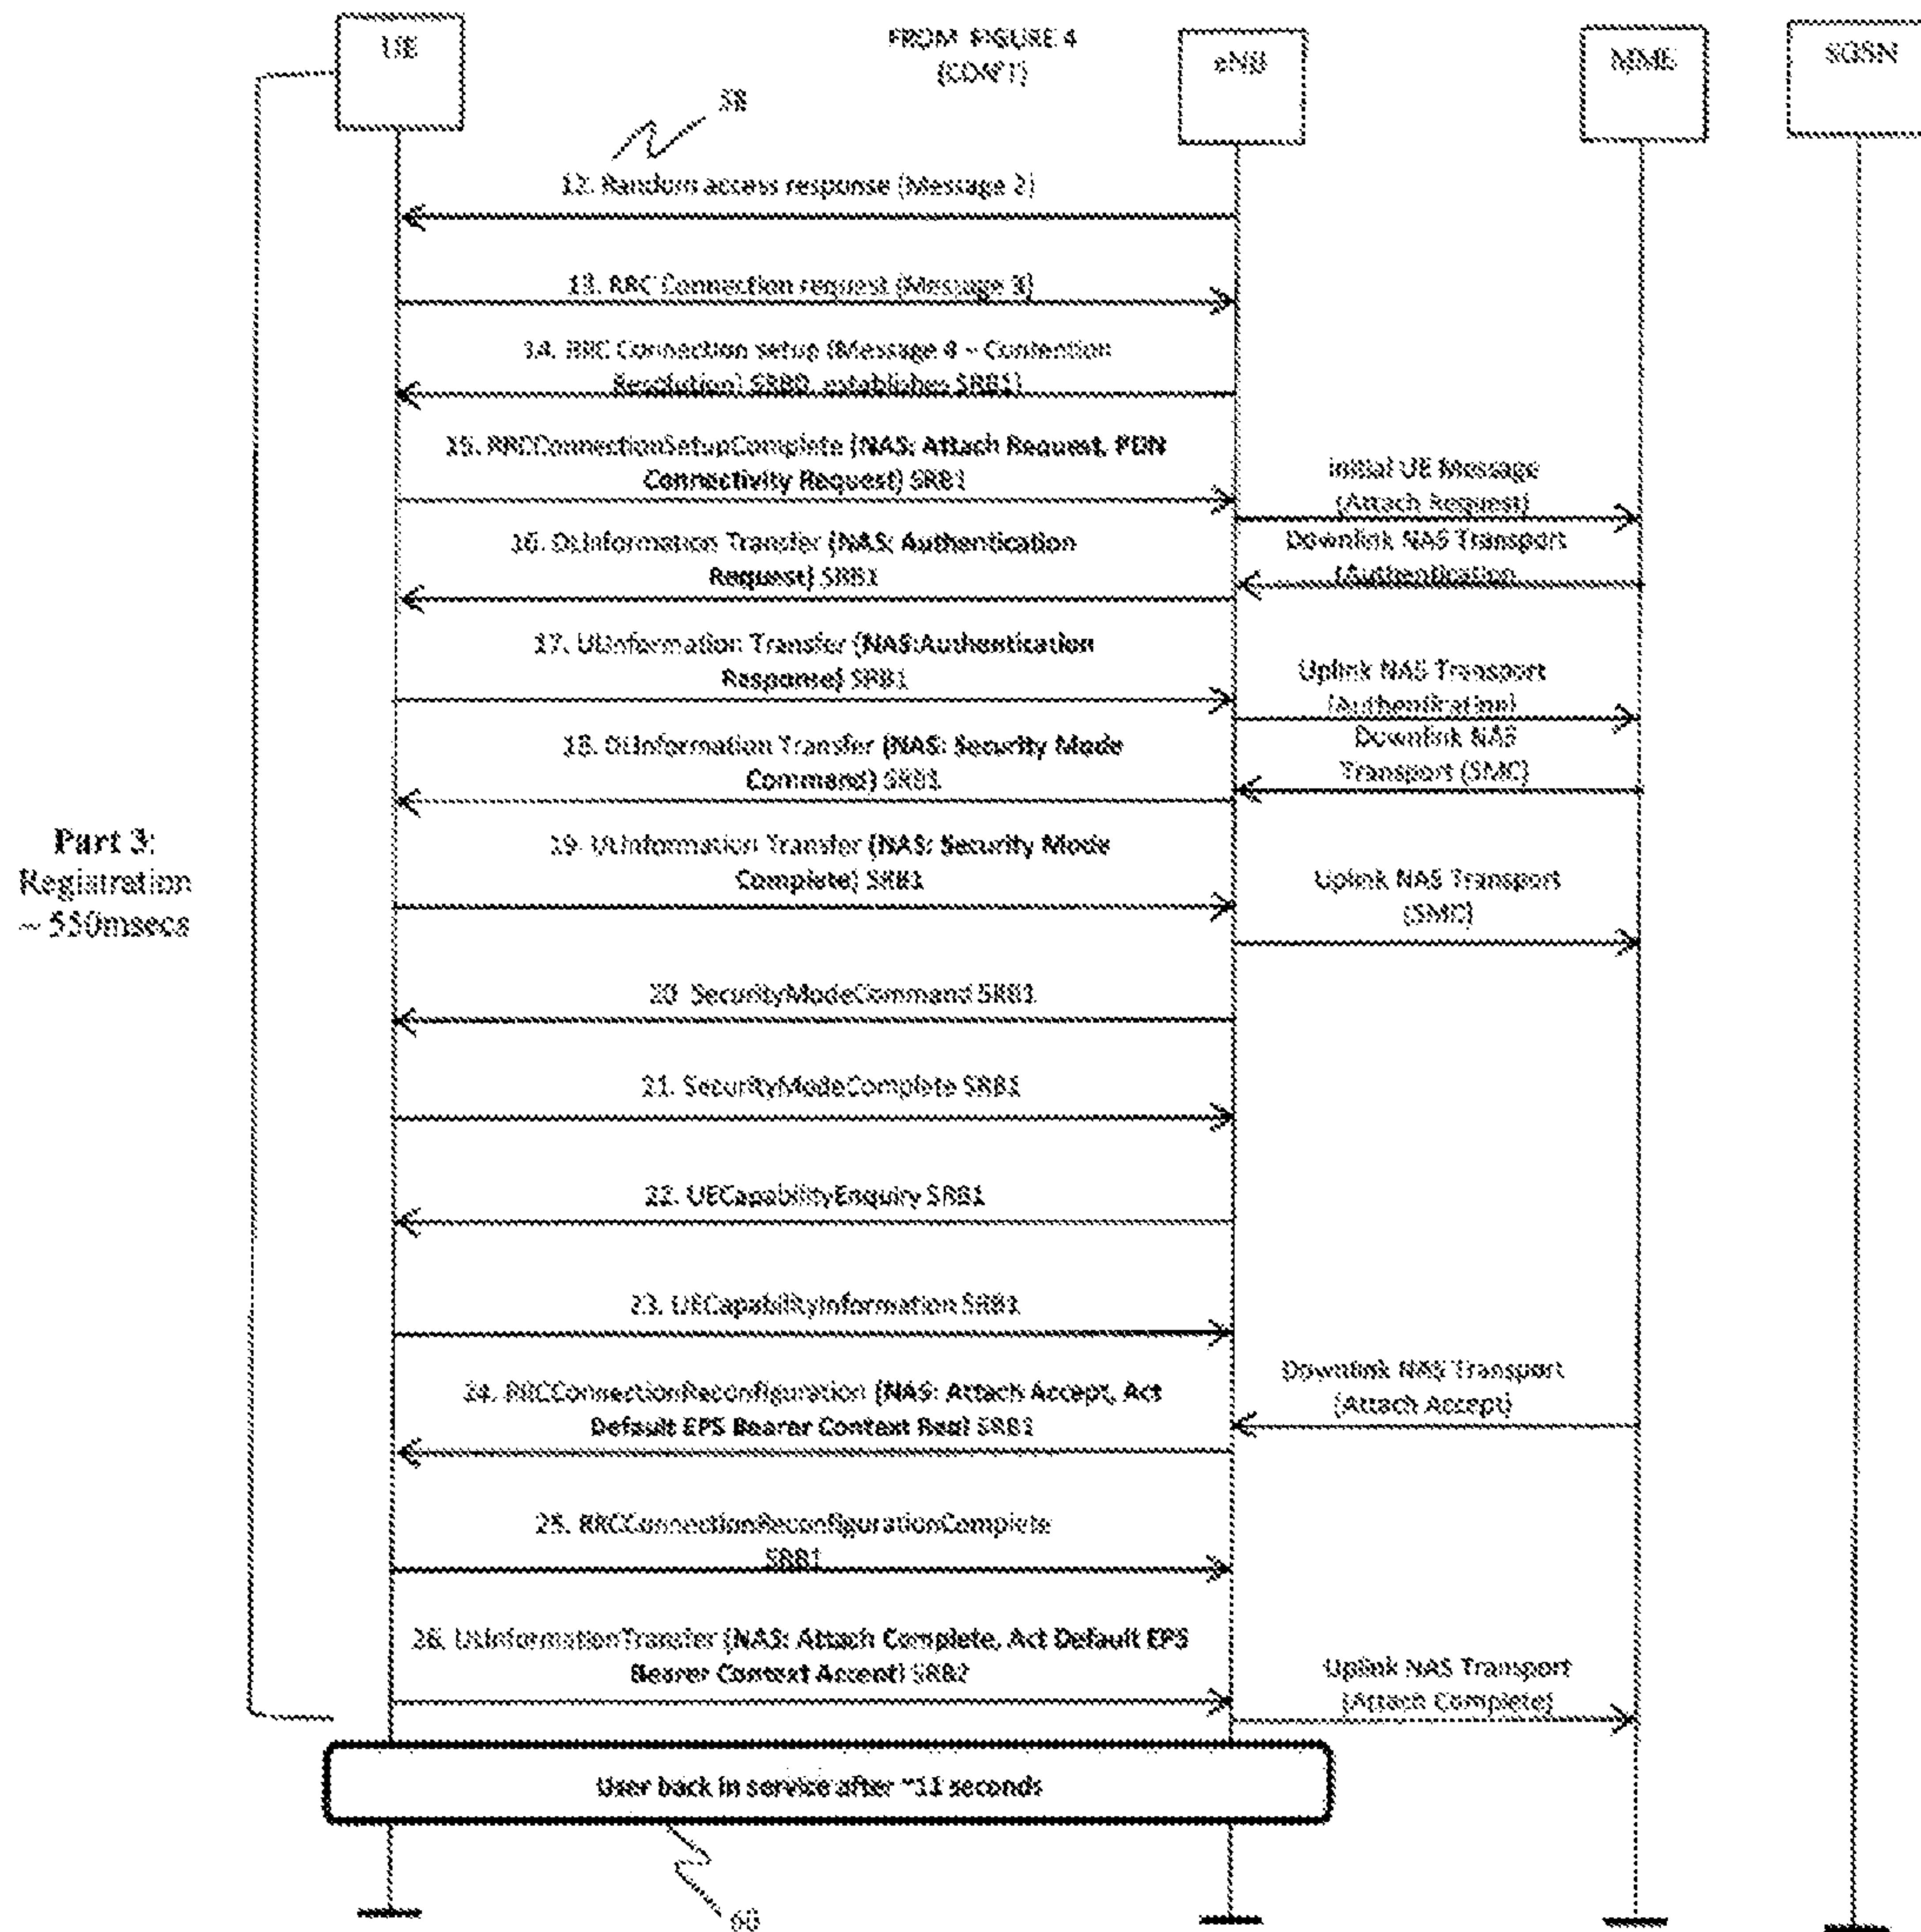 UE
FROM FIGURE 4
(CON'T)
eNB
MME
SGSN
58
12. Random access response (Message 2)
13. RRC Connection request (Message 3)
14. RRC Connection setup (Message 4 – Contention
Resolution) SRB0, establishes SRB1)
15. RRCConnectionSetupComplete (NAS: Attach Request, PDN
Connectivity Request) SRB1
Initial UE Message
(Attach Request)
16. DLInformation Transfer (NAS: Authentication
Request) SRB1
Downlink NAS Transport
(Authentication
17. ULInformation Transfer (NAS:Authentication
Response) SRB1
Uplink NAS Transport
(Authentication)
18. DLInformation Transfer (NAS: Security Mode
Command) SRB1
Downlink NAS
Transport (SMC)
Part 3:
Registration
~ 550msecs
19. ULInformation Transfer (NAS: Security Mode
Complete) SRB1
Uplink NAS Transport
(SMC)
20 SecurityModeCommand SRB1
21. SecurityModeComplete SRB1
22. UECapabilityEnquiry SRB1
23. UECapabilityInformation SRB1
24. RRCConnectionReconfiguration (NAS: Attach Accept, Act
Default EPS Bearer Context Req) SRB1
Downlink NAS Transport
(Attach Accept)
25. RRCConnectionReconfigurationComplete
SRB1
26. ULInformationTransfer (NAS: Attach Complete, Act Default EPS
Bearer Context Accept) SRB2
Uplink NAS Transport
(Attach Complete)
User back in service after ~11 seconds
60